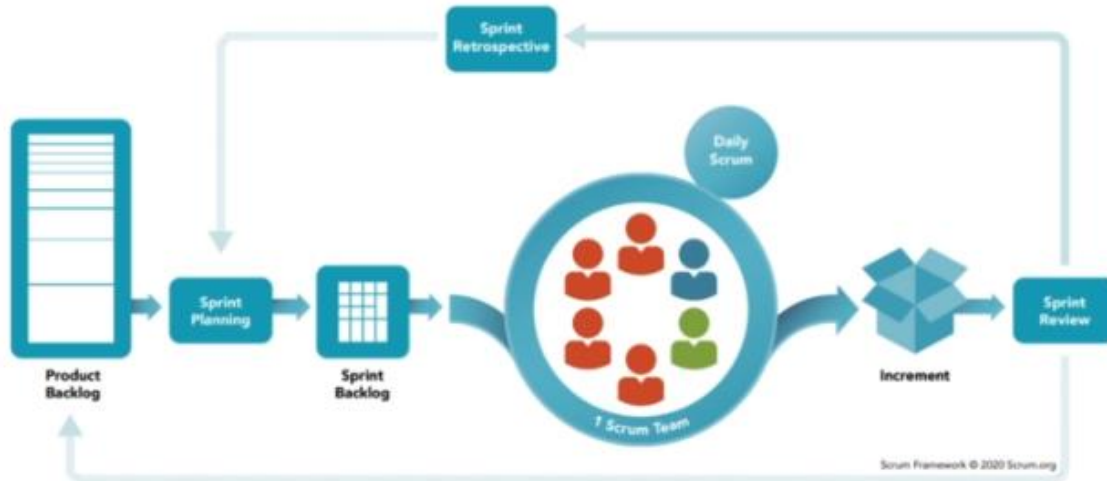 Sprint
Retrospective
Daily
Scrum
Sprint
Planning
Sprint
Review
Product
Backlog
Sprint
Backlog
Increment
1 Scrum Team
Scrum Framework © 2020 Scrum.org